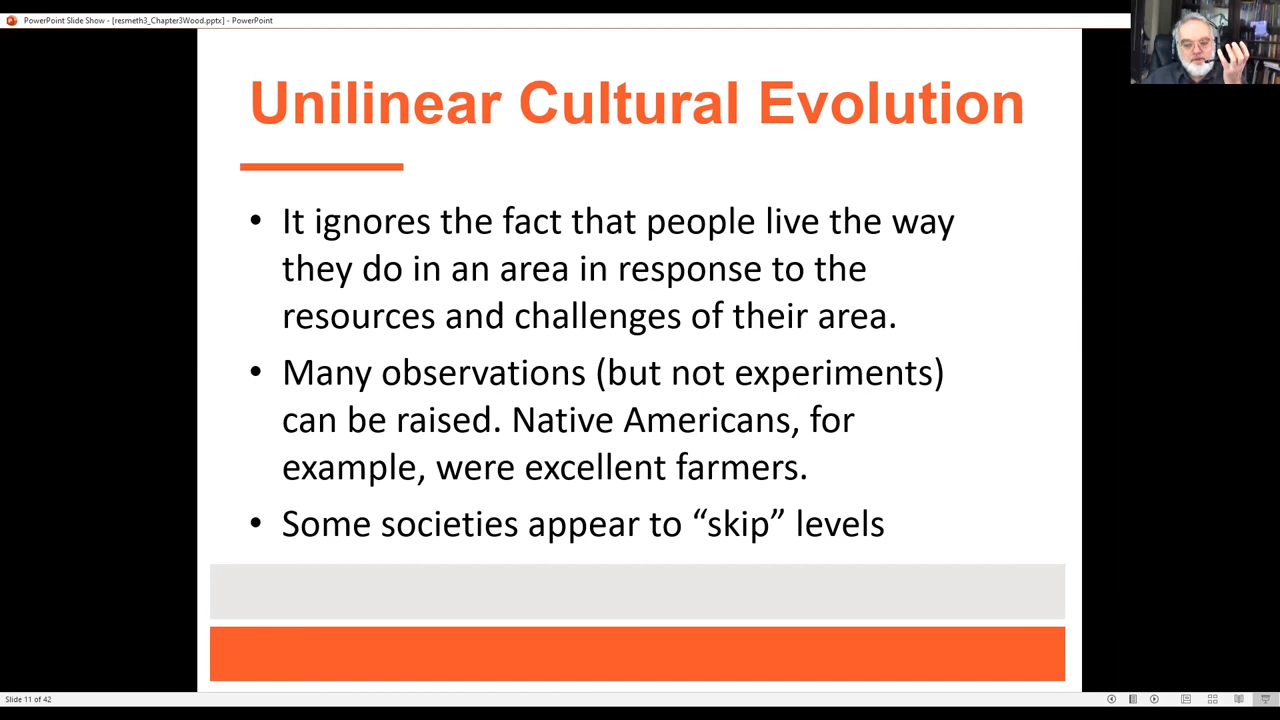 PowerPoint Slide Show - [resmeth3_Chapter3Wood.pptx] - PowerPoint
Unilinear Cultural Evolution
• It ignores the fact that people live the way
they do in an area in response to the
resources and challenges of their area.
• Many observations (but not experiments)
can be raised. Native Americans, for
example, were excellent farmers.
• Some societies appear to “skip” levels
Slide 11 of 42